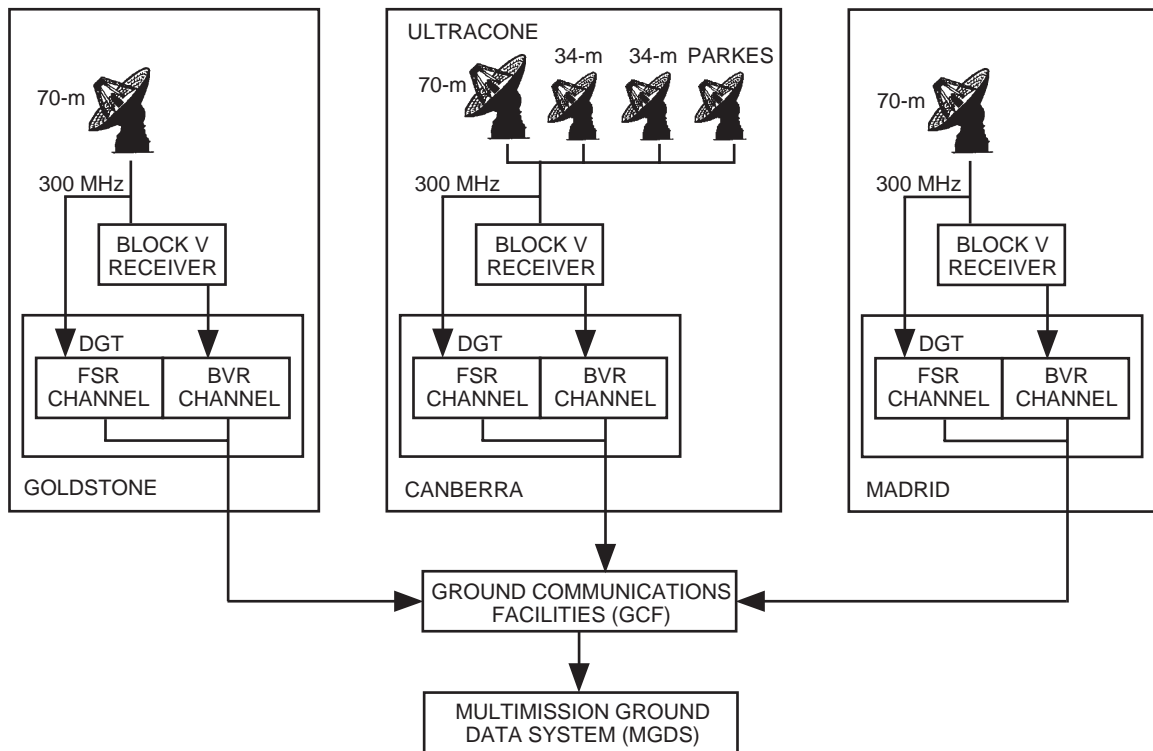 70-m
300 MHz
BLOCK V
RECEIVER
DGT
FSR
CHANNEL
BVR
CHANNEL
GOLDSTONE
ULTRACONE
70-m
34-m
34-m
PARKES
300 MHz
BLOCK V
RECEIVER
DGT
FSR
CHANNEL
BVR
CHANNEL
CANBERRA
70-m
300 MHz
BLOCK V
RECEIVER
DGT
FSR
CHANNEL
BVR
CHANNEL
MADRID
GROUND COMMUNICATIONS
FACILITIES (GCF)
MULTIMISSION GROUND
DATA SYSTEM (MGDS)